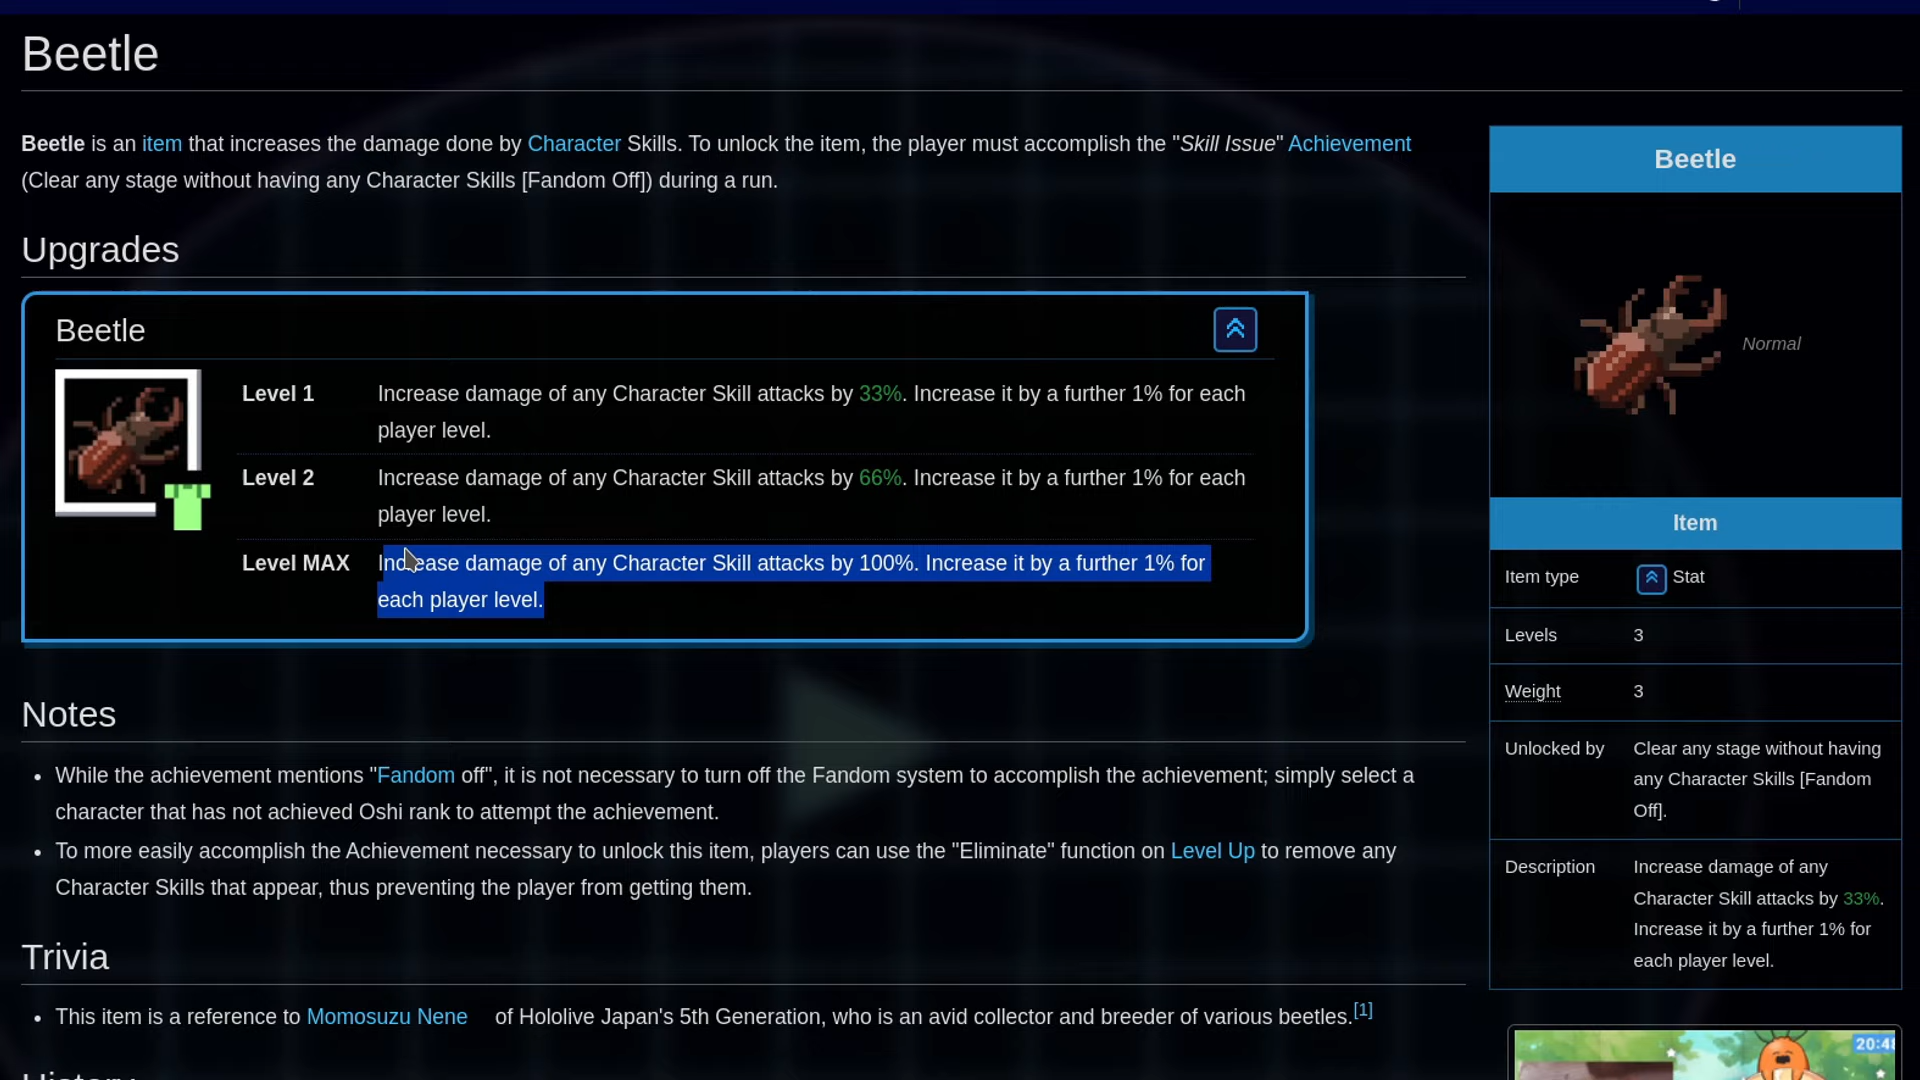 Beetle
Beetle is an item that increases the damage done by Character Skills. To unlock the item, the player must accomplish the "Skill Issue" Achievement
(Clear any stage without having any Character Skills [Fandom Off]) during a run.
Upgrades
Beetle
Level 1
Increase damage of any Character Skill attacks by 33%. Increase it by a further 1% for each
player level.
Level 2
Increase damage of any Character Skill attacks by 66%. Increase it by a further 1% for each
player level.
Level MAX
Increase damage of any Character Skill attacks by 100%. Increase it by a further 1% for
each player level.
Notes
• While the achievement mentions "Fandom off", it is not necessary to turn off the Fandom system to accomplish the achievement; simply select a
character that has not achieved Oshi rank to attempt the achievement.
• To more easily accomplish the Achievement necessary to unlock this item, players can use the "Eliminate" function on Level Up to remove any
Character Skills that appear, thus preventing the player from getting them.
Trivia
• This item is a reference to Momosuzu Nene of Hololive Japan's 5th Generation, who is an avid collector and breeder of various beetles.[1]
History
Beetle
Normal
Item
Item type
Stat
Levels
3
Weight
3
Unlocked by
Clear any stage without having
any Character Skills [Fandom
Off].
Description
Increase damage of any
Character Skill attacks by 33%.
Increase it by a further 1% for
each player level.